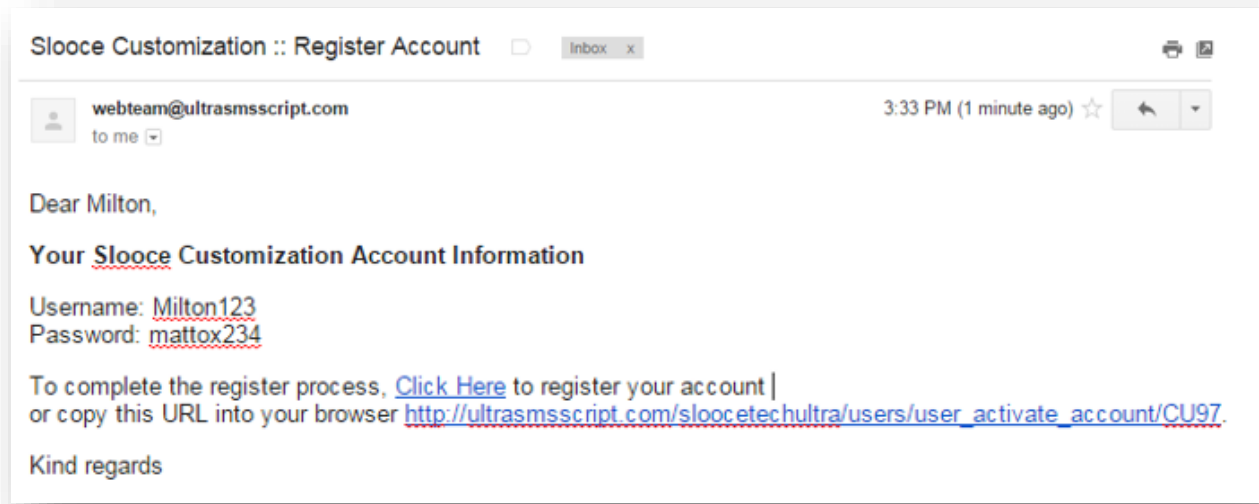 Slooce Customization :: Register Account Inbox x
webteam@ultrasmsscript.com 3:33 PM (1 minute ago)
to me
Dear Milton,
Your Slooce Customization Account Information
Username: Milton123
Password: mattox234
To complete the register process, Click Here to register your account
or copy this URL into your browser http://ultrasmsscript.com/sloocetechultra/users/user_activate_account/CU97.
Kind regards